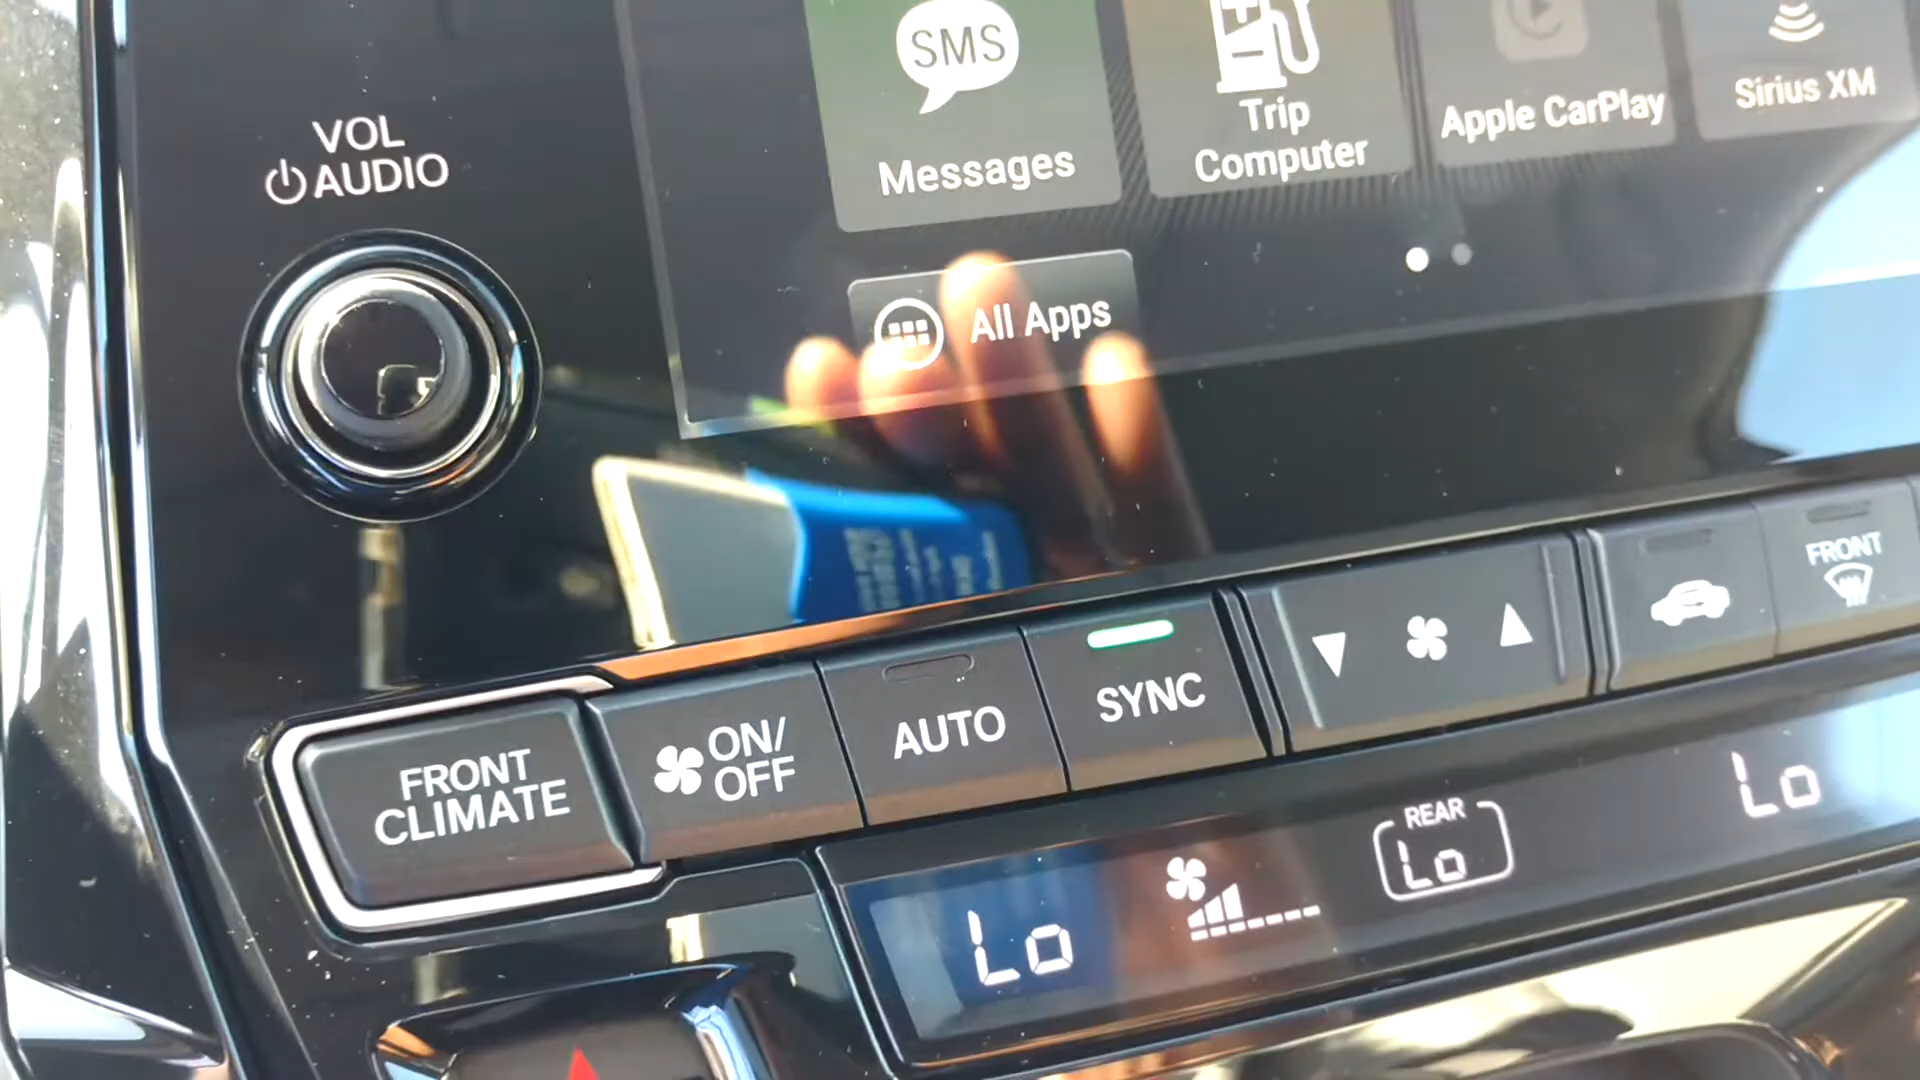 SMS
Messages
Trip
Computer
Apple CarPlay
Sirius XM
VOL
AUDIO
All Apps
FRONT
CLIMATE
ON/
OFF
AUTO
SYNC
FRONT
Lo
REAR
Lo
Lo